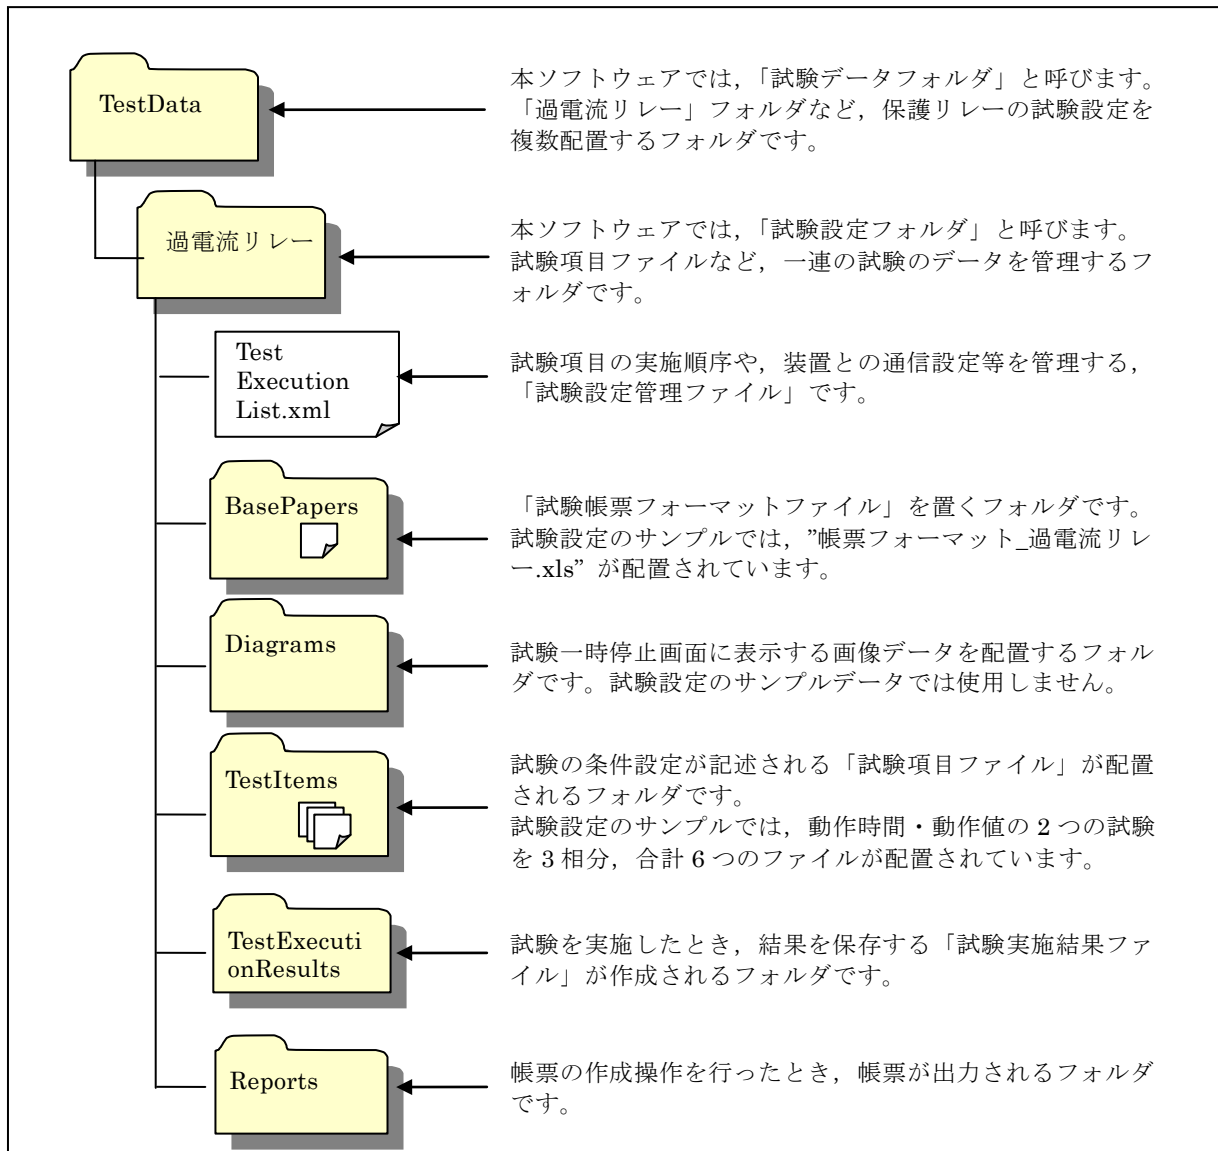 TestData
本ソフトウェアでは,「試験データフォルダ」と呼びます。
「過電流リレー」フォルダなど,保護リレーの試験設定を
複数配置するフォルダです。
過電流リレー
本ソフトウェアでは,「試験設定フォルダ」と呼びます。
試験項目ファイルなど,一連の試験のデータを管理するフ
ォルダです。
Test
Execution
List.xml
試験項目の実施順序や,装置との通信設定等を管理する,
「試験設定管理ファイル」です。
BasePapers
「試験帳票フォーマットファイル」を置くフォルダです。
試験設定のサンプルでは,”帳票フォーマット_過電流リレ
ー.xls” が配置されています。
Diagrams
試験一時停止画面に表示する画像データを配置するフォル
ダです。試験設定のサンプルデータでは使用しません。
TestItems
試験の条件設定が記述される「試験項目ファイル」が配置
されるフォルダです。
試験設定のサンプルでは,動作時間・動作値の 2 つの試験
を 3 相分,合計 6 つのファイルが配置されています。
TestExecuti
onResults
試験を実施したとき,結果を保存する「試験実施結果ファ
イル」が作成されるフォルダです。
Reports
帳票の作成操作を行ったとき,帳票が出力されるフォルダ
です。